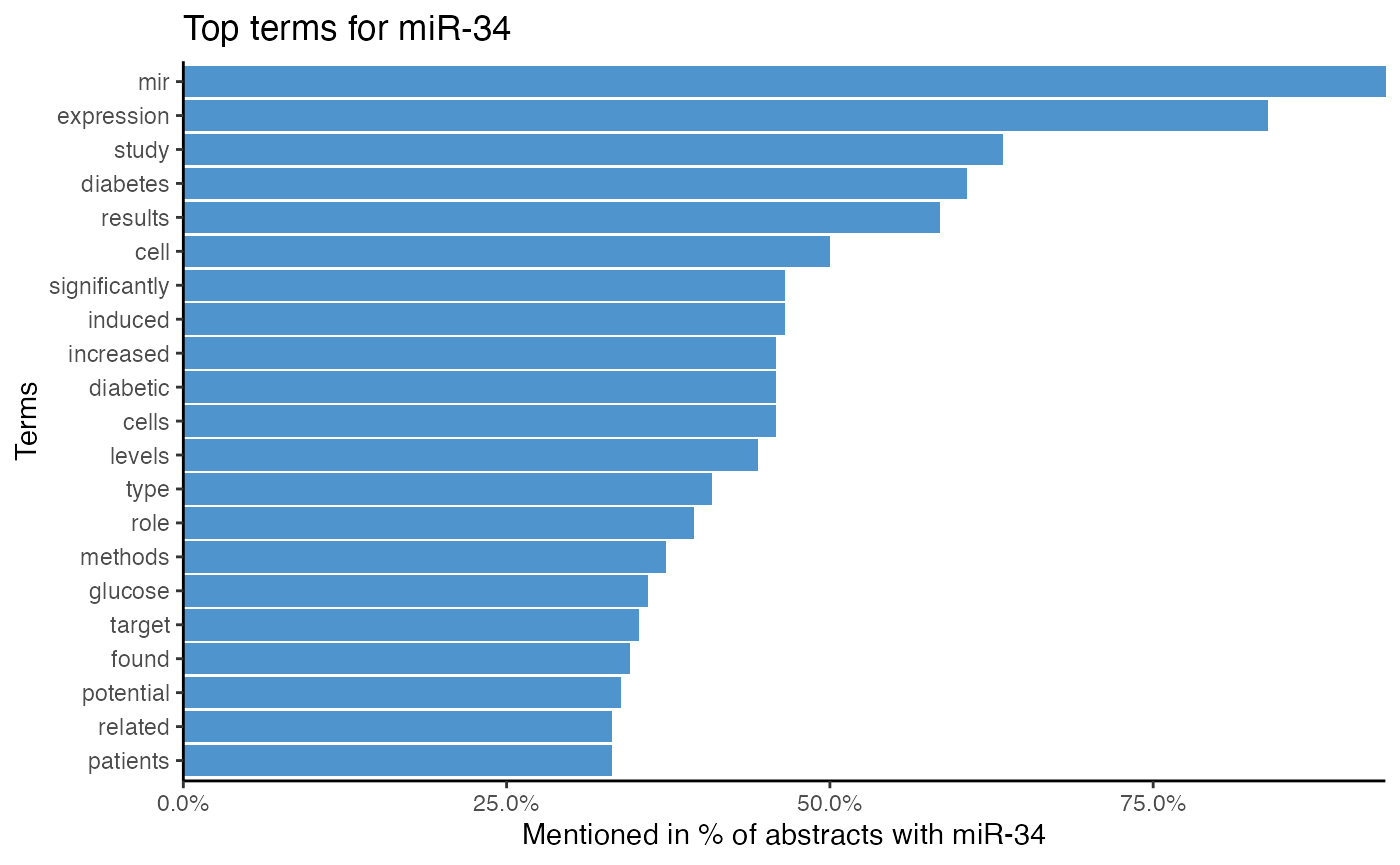 Top terms for miR-34
Terms
mir
expression
study
diabetes
results
cell
significantly
induced
increased
diabetic
cells
levels
type
role
methods
glucose
target
found
potential
related
patients
0.0% 25.0% 50.0% 75.0%
Mentioned in % of abstracts with miR-34